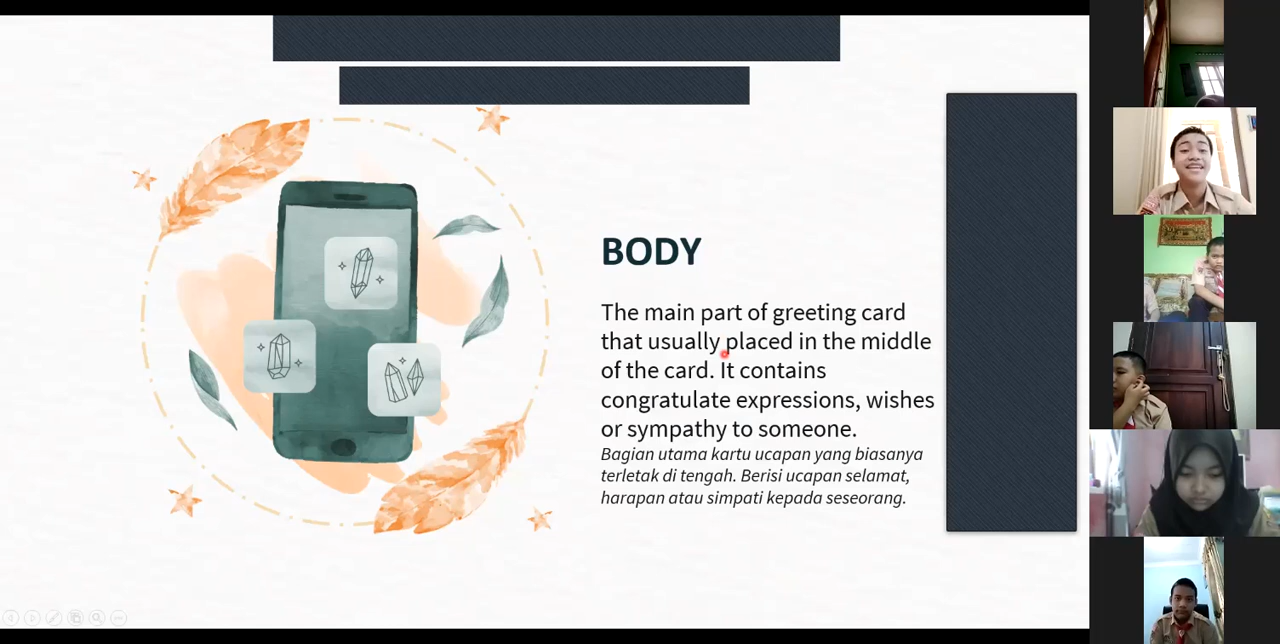 BODY
The main part of greeting card
that usually placed in the middle
of the card. It contains
congratulate expressions, wishes
or sympathy to someone.
Bagian utama kartu ucapan yang biasanya
terletak di tengah. Berisi ucapan selamat,
harapan atau simpati kepada seseorang.